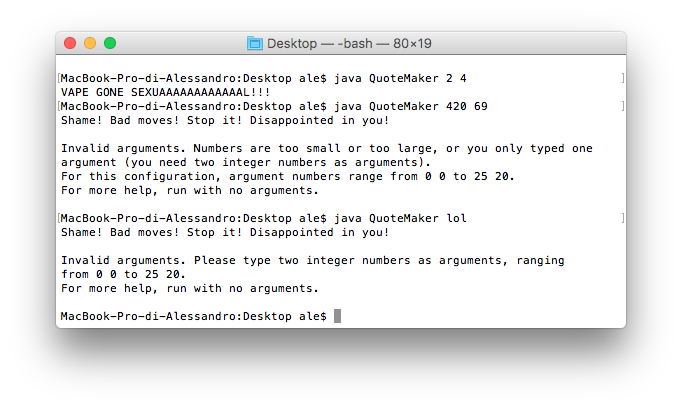 Desktop — -bash — 80×19
[MacBook-Pro-di-Alessandro:Desktop ale$ java QuoteMaker 2 4 ]
VAPE GONE SEXUAAAAAAAAAAAAL!!!
[MacBook-Pro-di-Alessandro:Desktop ale$ java QuoteMaker 420 69 ]
Shame! Bad moves! Stop it! Disappointed in you!
Invalid arguments. Numbers are too small or too large, or you only typed one
argument (you need two integer numbers as arguments).
For this configuration, argument numbers range from 0 0 to 25 20.
For more help, run with no arguments.
[MacBook-Pro-di-Alessandro:Desktop ale$ java QuoteMaker lol ]
Shame! Bad moves! Stop it! Disappointed in you!
Invalid arguments. Please type two integer numbers as arguments, ranging
from 0 0 to 25 20.
For more help, run with no arguments.
MacBook-Pro-di-Alessandro:Desktop ale$